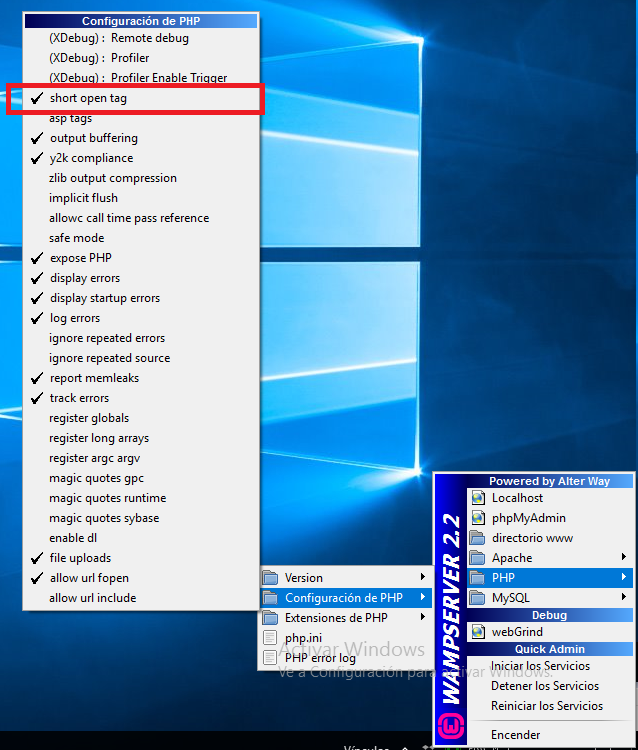 Configuración de PHP
(XDebug) : Remote debug
(XDebug) : Profiler
(XDebug) : Profiler Enable Trigger
short open tag
asp tags
output buffering
y2k compliance
zlib output compression
implicit flush
allowc call time pass reference
safe mode
expose PHP
display errors
display startup errors
log errors
ignore repeated errors
ignore repeated source
report memleaks
track errors
register globals
register long arrays
register argc argv
magic quotes gpc
magic quotes runtime
magic quotes sybase
enable dl
file uploads
allow url fopen
allow url include
Version
Configuración de PHP
Extensiones de PHP
php.ini
PHP error log
Activar Windows
Ve a Configuración para activar Windows.
WAMPSERVER 2.2
Powered by Alter Way
Localhost
phpMyAdmin
directorio www
Apache
PHP
MySQL
Debug
webGrind
Quick Admin
Iniciar los Servicios
Detener los Servicios
Reiniciar los Servicios
Encender